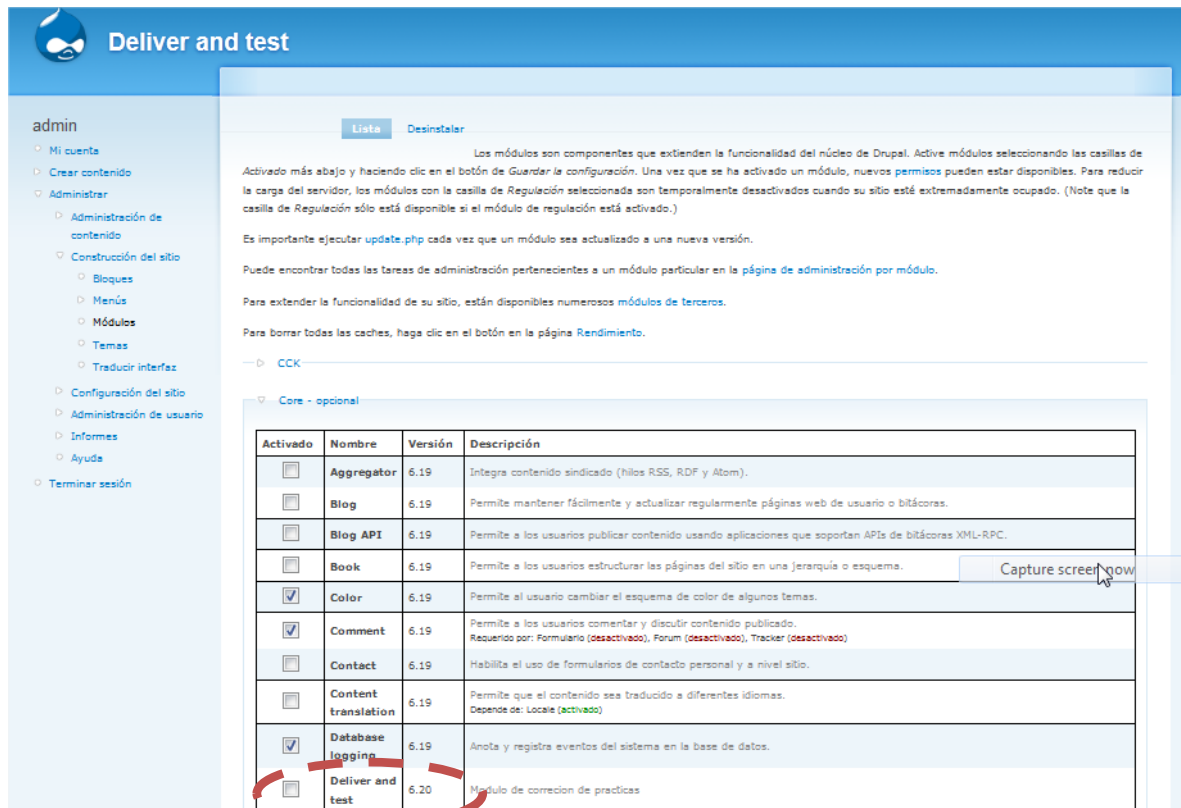 Deliver and test
admin
Mi cuenta
Crear contenido
Administrar
Administración de
contenido
Construcción del sitio
Bloques
Menús
Módulos
Temas
Traducir interfaz
Configuración del sitio
Administración de usuario
Informes
Ayuda
Terminar sesión
Lista Desinstalar
Los módulos son componentes que extienden la funcionalidad del núcleo de Drupal. Active módulos seleccionando las casillas de
Activado más abajo y haciendo clic en el botón de Guardar la configuración. Una vez que se ha activado un módulo, nuevos permisos pueden estar disponibles. Para reducir
la carga del servidor, los módulos con la casilla de Regulación seleccionada son temporalmente desactivados cuando su sitio esté extremadamente ocupado. (Note que la
casilla de Regulación sólo está disponible si el módulo de regulación está activado.)
Es importante ejecutar update.php cada vez que un módulo sea actualizado a una nueva versión.
Puede encontrar todas las tareas de administración pertenecientes a un módulo particular en la página de administración por módulo.
Para extender la funcionalidad de su sitio, están disponibles numerosos módulos de terceros.
Para borrar todas las caches, haga clic en el botón en la página Rendimiento.
CCK
Core - opcional
Activado Nombre Versión Descripción
Aggregator 6.19 Integra contenido sindicado (hilos RSS, RDF y Atom).
Blog 6.19 Permite mantener fácilmente y actualizar regularmente páginas web de usuario o bitácoras.
Blog API 6.19 Permite a los usuarios publicar contenido usando aplicaciones que soportan APIs de bitácoras XML-RPC.
Book 6.19 Permite a los usuarios estructurar las páginas del sitio en una jerarquía o esquema.
Capture screen now
Color 6.19 Permite al usuario cambiar el esquema de color de algunos temas.
Comment 6.19 Permite a los usuarios comentar y discutir contenido publicado.
Requerido por: Formulario (desactivado), Forum (desactivado), Tracker (desactivado)
Contact 6.19 Habilita el uso de formularios de contacto personal y a nivel sitio.
Content
translation 6.19 Permite que el contenido sea traducido a diferentes idiomas.
Depende de: Locale (activado)
Database
logging 6.19 Anota y registra eventos del sistema en la base de datos.
Deliver and
test 6.20 Modulo de correcion de practicas